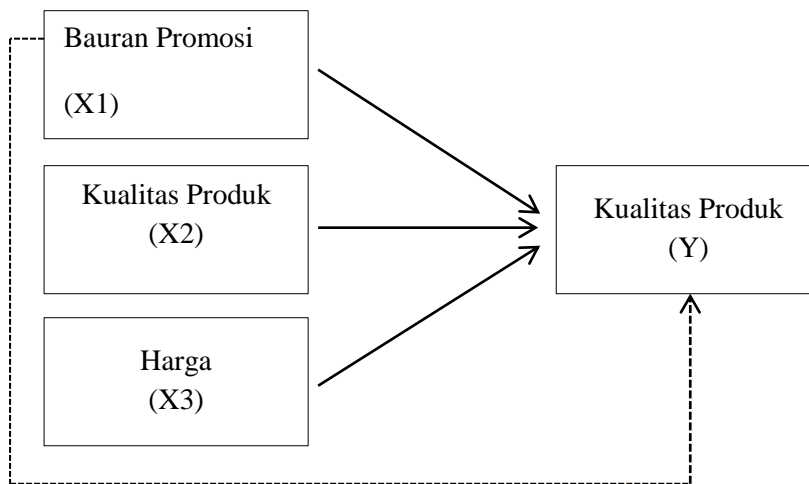 Bauran Promosi
(X1)
Kualitas Produk
(X2)
Kualitas Produk
(Y)
Harga
(X3)